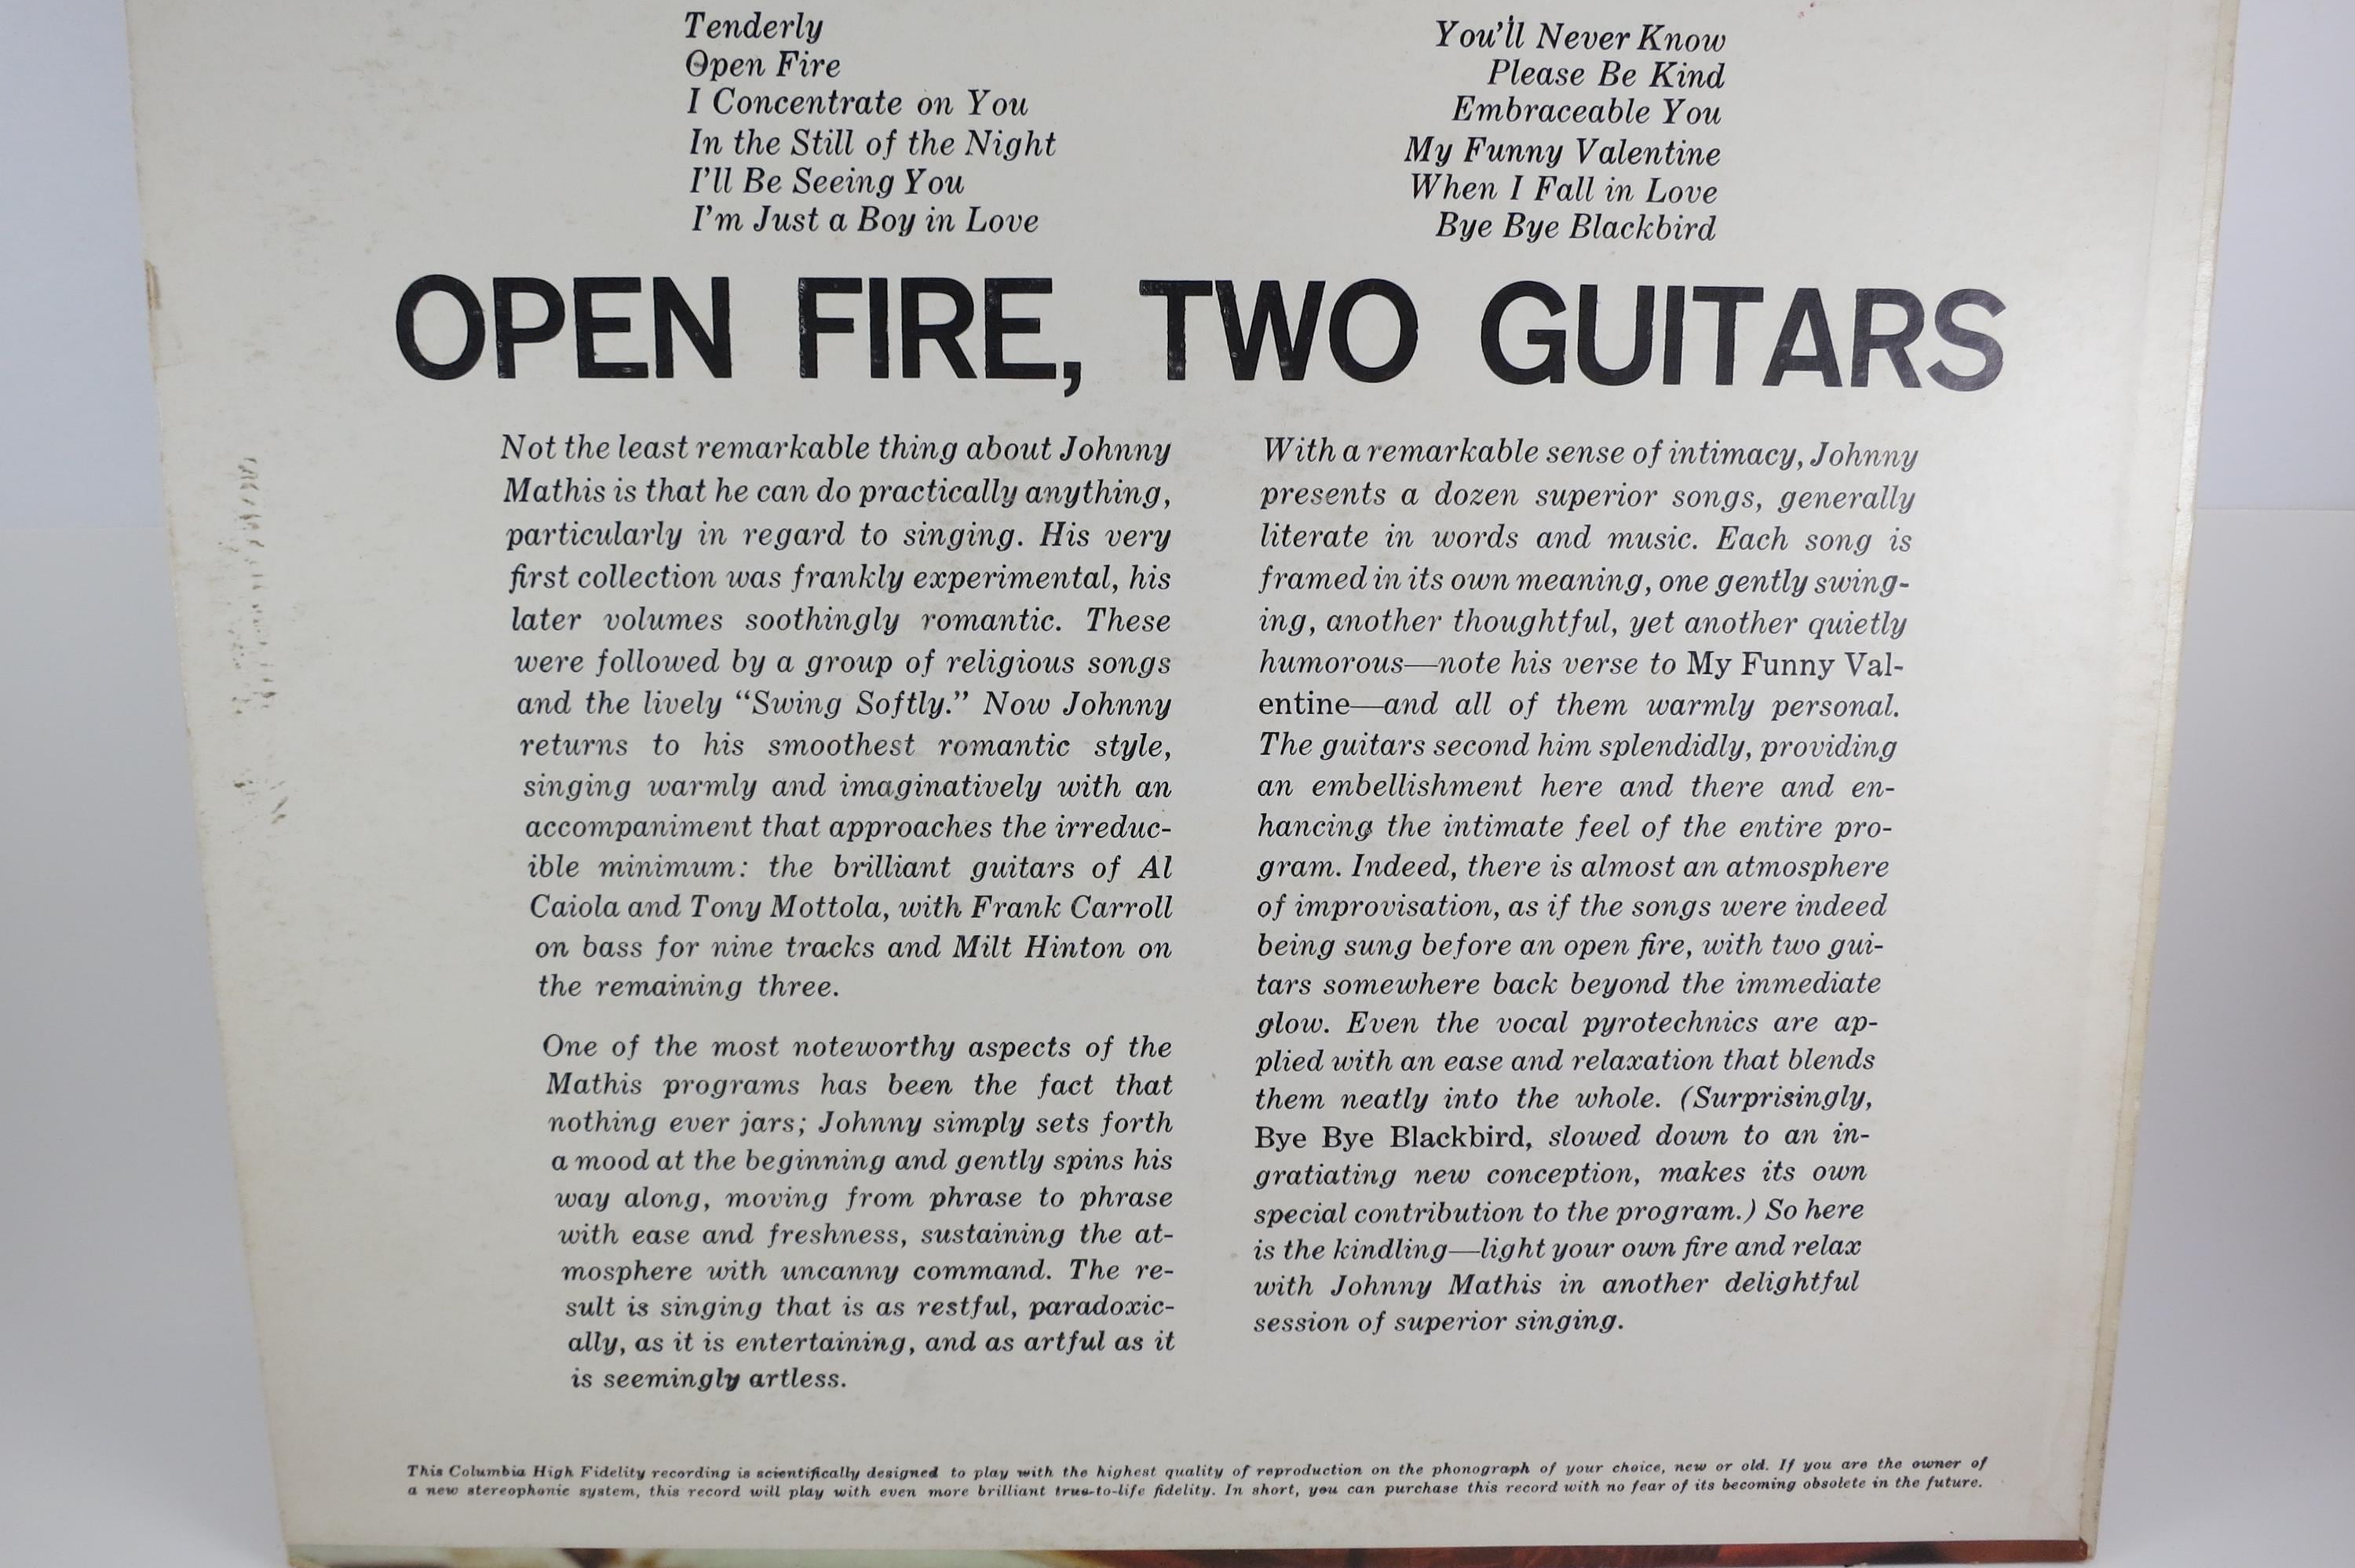 Tenderly
Open Fire
I Concentrate on You
In the Still of the Night
I'll Be Seeing You
I'm Just a Boy in Love
You'll Never Know
Please Be Kind
Embraceable You
My Funny Valentine
When I Fall in Love
Bye Bye Blackbird
OPEN FIRE, TWO GUITARS
Not the least remarkable thing about Johnny
Mathis is that he can do practically anything,
particularly in regard to singing. His very
first collection was frankly experimental, his
later volumes soothingly romantic. These
were followed by a group of religious songs
and the lively “Swing Softly.” Now Johnny
returns to his smoothest romantic style,
singing warmly and imaginatively with an
accompaniment that approaches the irreduc-
ible minimum: the brilliant guitars of Al
Caiola and Tony Mottola, with Frank Carroll
on bass for nine tracks and Milt Hinton on
the remaining three.
One of the most noteworthy aspects of the
Mathis programs has been the fact that
nothing ever jars; Johnny simply sets forth
a mood at the beginning and gently spins his
way along, moving from phrase to phrase
with ease and freshness, sustaining the at-
mosphere with uncanny command. The re-
sult is singing that is as restful, paradoxic-
ally, as it is entertaining, and as artful as it
is seemingly artless.
With a remarkable sense of intimacy, Johnny
presents a dozen superior songs, generally
literate in words and music. Each song is
framed in its own meaning, one gently swing-
ing, another thoughtful, yet another quietly
humorous—note his verse to My Funny Val-
entine—and all of them warmly personal.
The guitars second him splendidly, providing
an embellishment here and there and en-
hancing the intimate feel of the entire pro-
gram. Indeed, there is almost an atmosphere
of improvisation, as if the songs were indeed
being sung before an open fire, with two gui-
tars somewhere back beyond the immediate
glow. Even the vocal pyrotechnics are ap-
plied with an ease and relaxation that blends
them neatly into the whole. (Surprisingly,
Bye Bye Blackbird, slowed down to an in-
gratiating new conception, makes its own
special contribution to the program.) So here
is the kindling—light your own fire and relax
with Johnny Mathis in another delightful
session of superior singing.
This Columbia High Fidelity recording is scientifically designed to play with the highest quality of reproduction on the phonograph of your choice, new or old. If you are the owner of
a new stereophonic system, this record will play with even more brilliant true-to-life fidelity. In short, you can purchase this record with no fear of its becoming obsolete in the future.